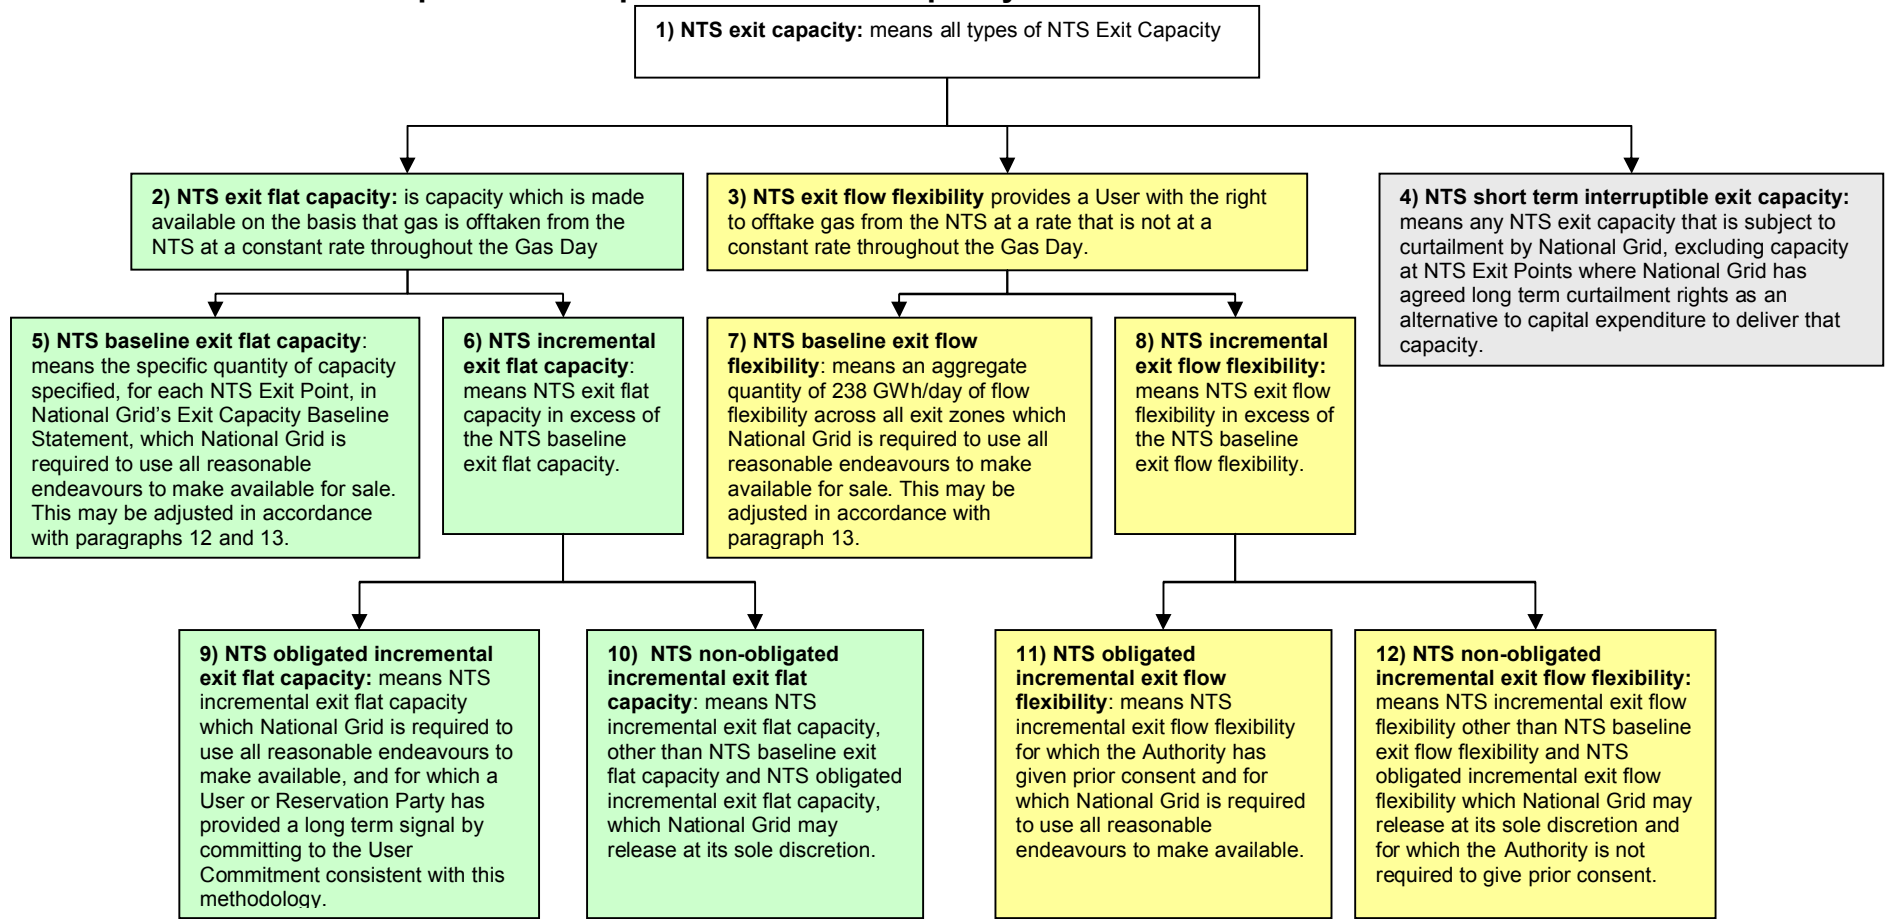 1) NTS exit capacity: means all types of NTS Exit Capacity
2) NTS exit flat capacity: is capacity which is made
available on the basis that gas is offtaken from the
NTS at a constant rate throughout the Gas Day
3) NTS exit flow flexibility provides a User with the right
to offtake gas from the NTS at a rate that is not at a
constant rate throughout the Gas Day.
4) NTS short term interruptible exit capacity:
means any NTS exit capacity that is subject to
curtailment by National Grid, excluding capacity
at NTS Exit Points where National Grid has
agreed long term curtailment rights as an
alternative to capital expenditure to deliver that
capacity.
5) NTS baseline exit flat capacity:
means the specific quantity of capacity
specified, for each NTS Exit Point, in
National Grid's Exit Capacity Baseline
Statement, which National Grid is
required to use all reasonable
endeavours to make available for sale.
This may be adjusted in accordance
with paragraphs 12 and 13.
6) NTS incremental
exit flat capacity:
means NTS exit flat
capacity in excess of
the NTS baseline
exit flat capacity.
7) NTS baseline exit flow
flexibility: means an aggregate
quantity of 238 GWh/day of flow
flexibility across all exit zones which
National Grid is required to use all
reasonable endeavours to make
available for sale. This may be
adjusted in accordance with
paragraph 13.
8) NTS incremental
exit flow flexibility:
means NTS exit flow
flexibility in excess of
the NTS baseline
exit flow flexibility.
9) NTS obligated incremental
exit flat capacity: means NTS
incremental exit flat capacity
which National Grid is required to
use all reasonable endeavours to
make available, and for which a
User or Reservation Party has
provided a long term signal by
committing to the User
Commitment consistent with this
methodology.
10) NTS non-obligated
incremental exit flat
capacity: means NTS
incremental exit flat capacity,
other than NTS baseline exit
flat capacity and NTS obligated
incremental exit flat capacity,
which National Grid may
release at its sole discretion.
11) NTS obligated
incremental exit flow
flexibility: means NTS
incremental exit flow flexibility
for which the Authority has
given prior consent and for
which National Grid is required
to use all reasonable
endeavours to make available.
12) NTS non-obligated
incremental exit flow flexibility:
means NTS incremental exit flow
flexibility other than NTS baseline
exit flow flexibility and NTS
obligated incremental exit flow
flexibility which National Grid may
release at its sole discretion and
for which the Authority is not
required to give prior consent.